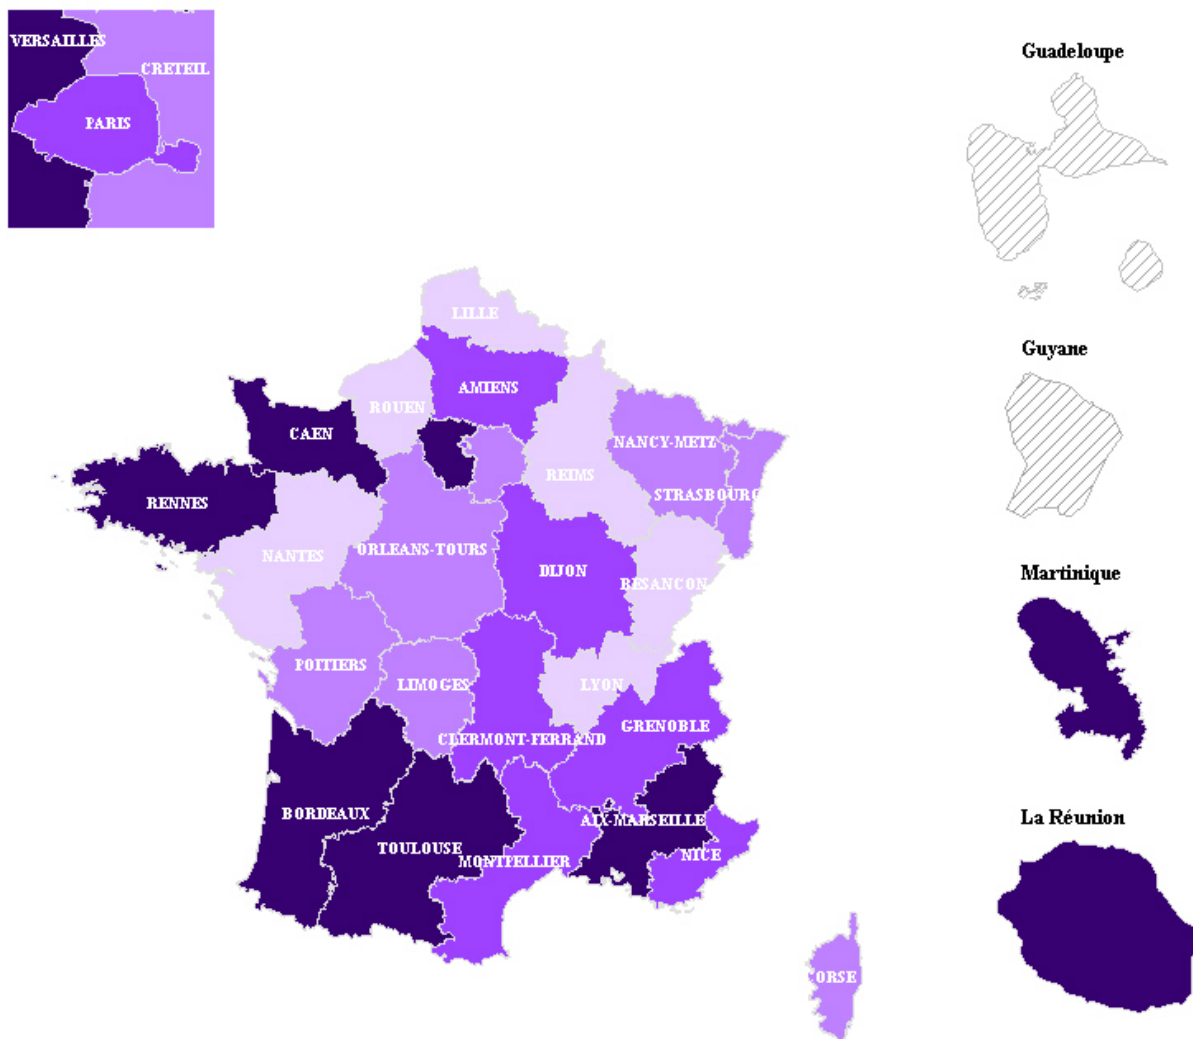 VERSAILLES
CRETEIL
PARIS
Guadeloupe
LILLE
Guyane
AMIENS
ROUEN
CAEN
NANCY-METZ
REIMS
STRASBOURG
RENNES
ORLEANS-TOURS
NANTES
DIJON
BESANCON
Martinique
POITIERS
LIMOGES
LYON
GRENOBLE
CLERMONT-FERRAND
BORDEAUX
AIX-MARSEILLE
La Réunion
TOULOUSE
MONTPELLIER
NICE
ORSE